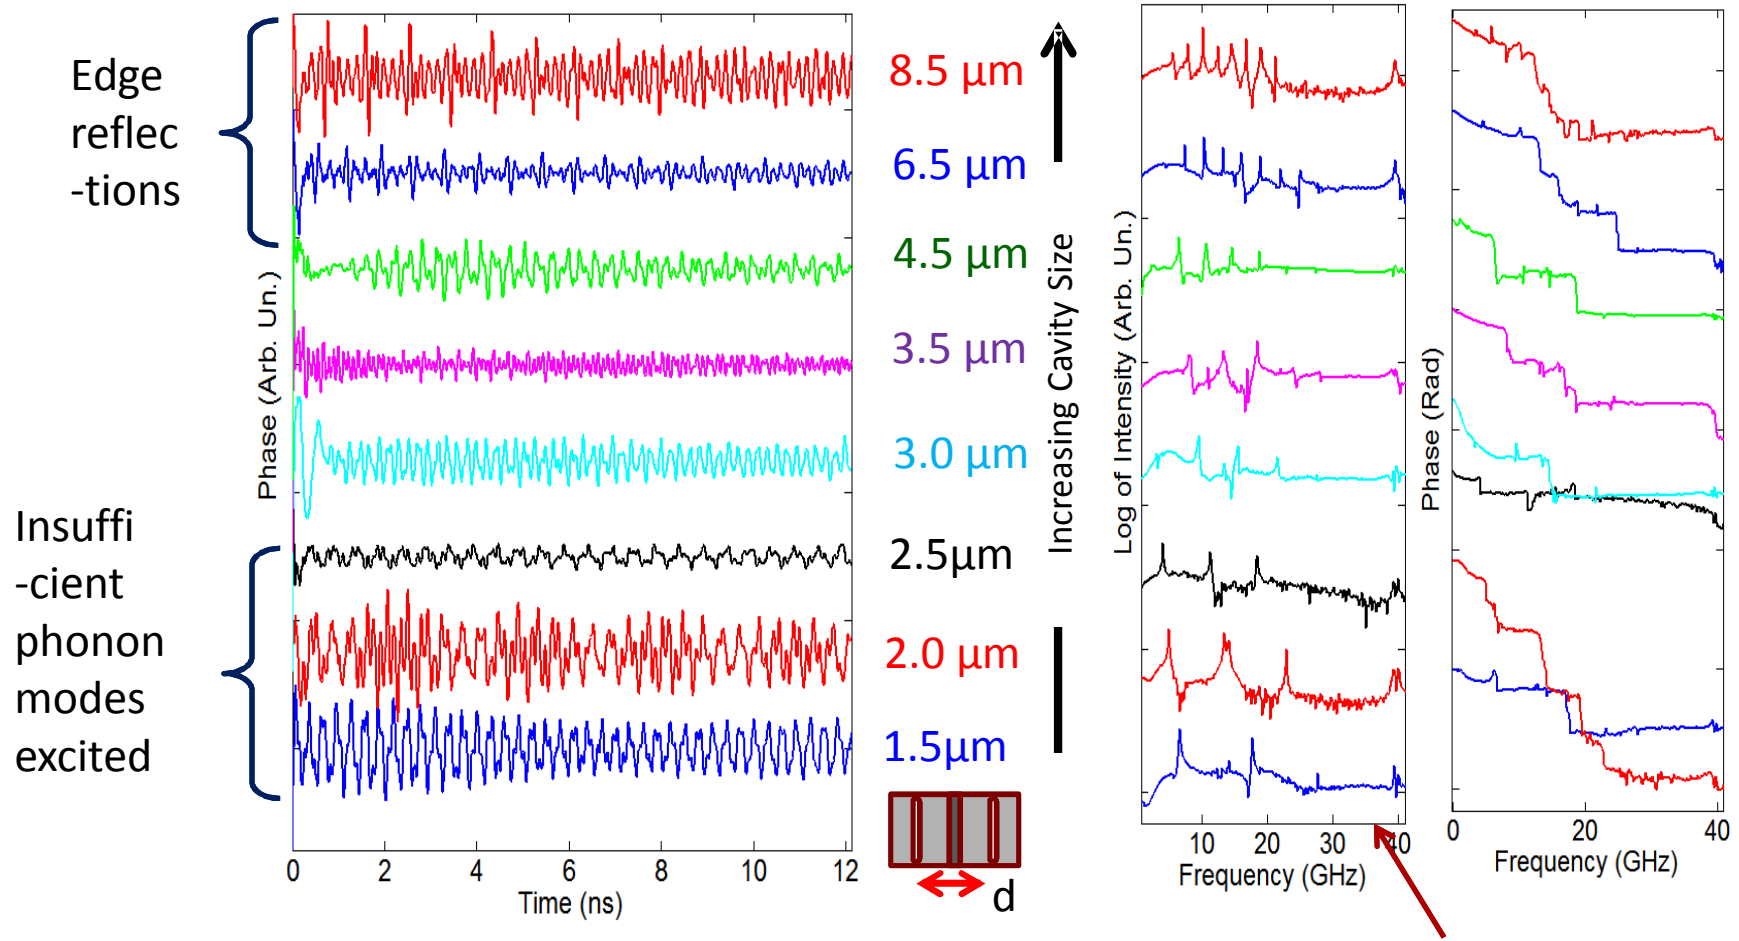 Edge
reflec
-tions
Insuffi
-cient
phonon
modes
excited
Phase (Arb. Un.)
0 2 4 6 8 10 12
Time (ns)
8.5 µm
6.5 µm
4.5 µm
3.5 µm
3.0 µm
2.5µm
2.0 µm
1.5µm
d
Increasing Cavity Size
Log of Intensity (Arb. Un.)
10 20 30 40
Frequency (GHz)
Phase (Rad)
0 20 40
Frequency (GHz)